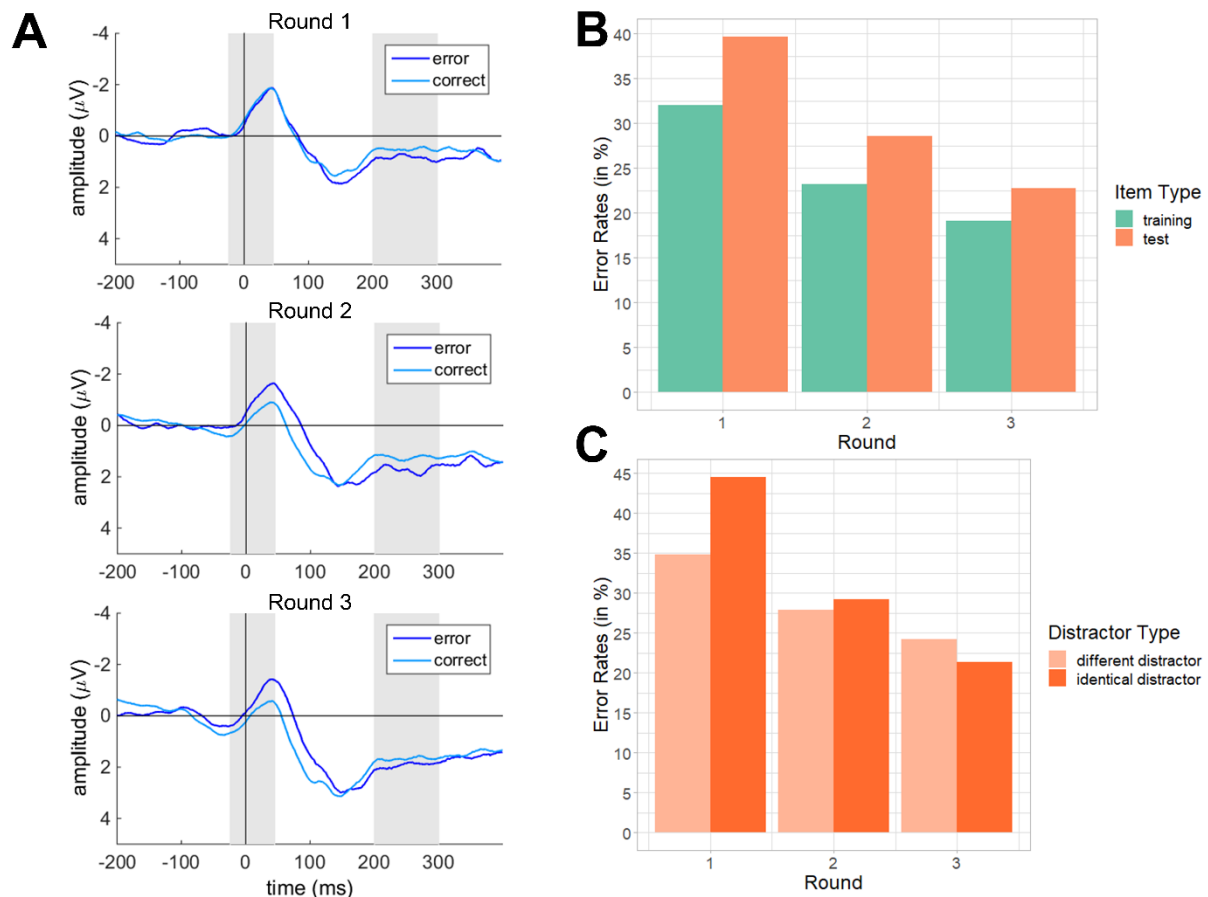 A
Round 1
amplitude (µV)
-4
-2
0
2
4
error
correct
-200
-100
0
100
200
300
Round 2
amplitude (µV)
-4
-2
0
2
4
error
correct
-200
-100
0
100
200
300
Round 3
amplitude (µV)
-4
-2
0
2
4
error
correct
-200
-100
0
100
200
300
time (ms)
B
Error Rates (in %)
40
35
30
25
20
15
10
5
0
1
2
3
Round
Item Type
training
test
C
Error Rates (in %)
45
40
35
30
25
20
15
10
5
0
1
2
3
Round
Distractor Type
different distractor
identical distractor